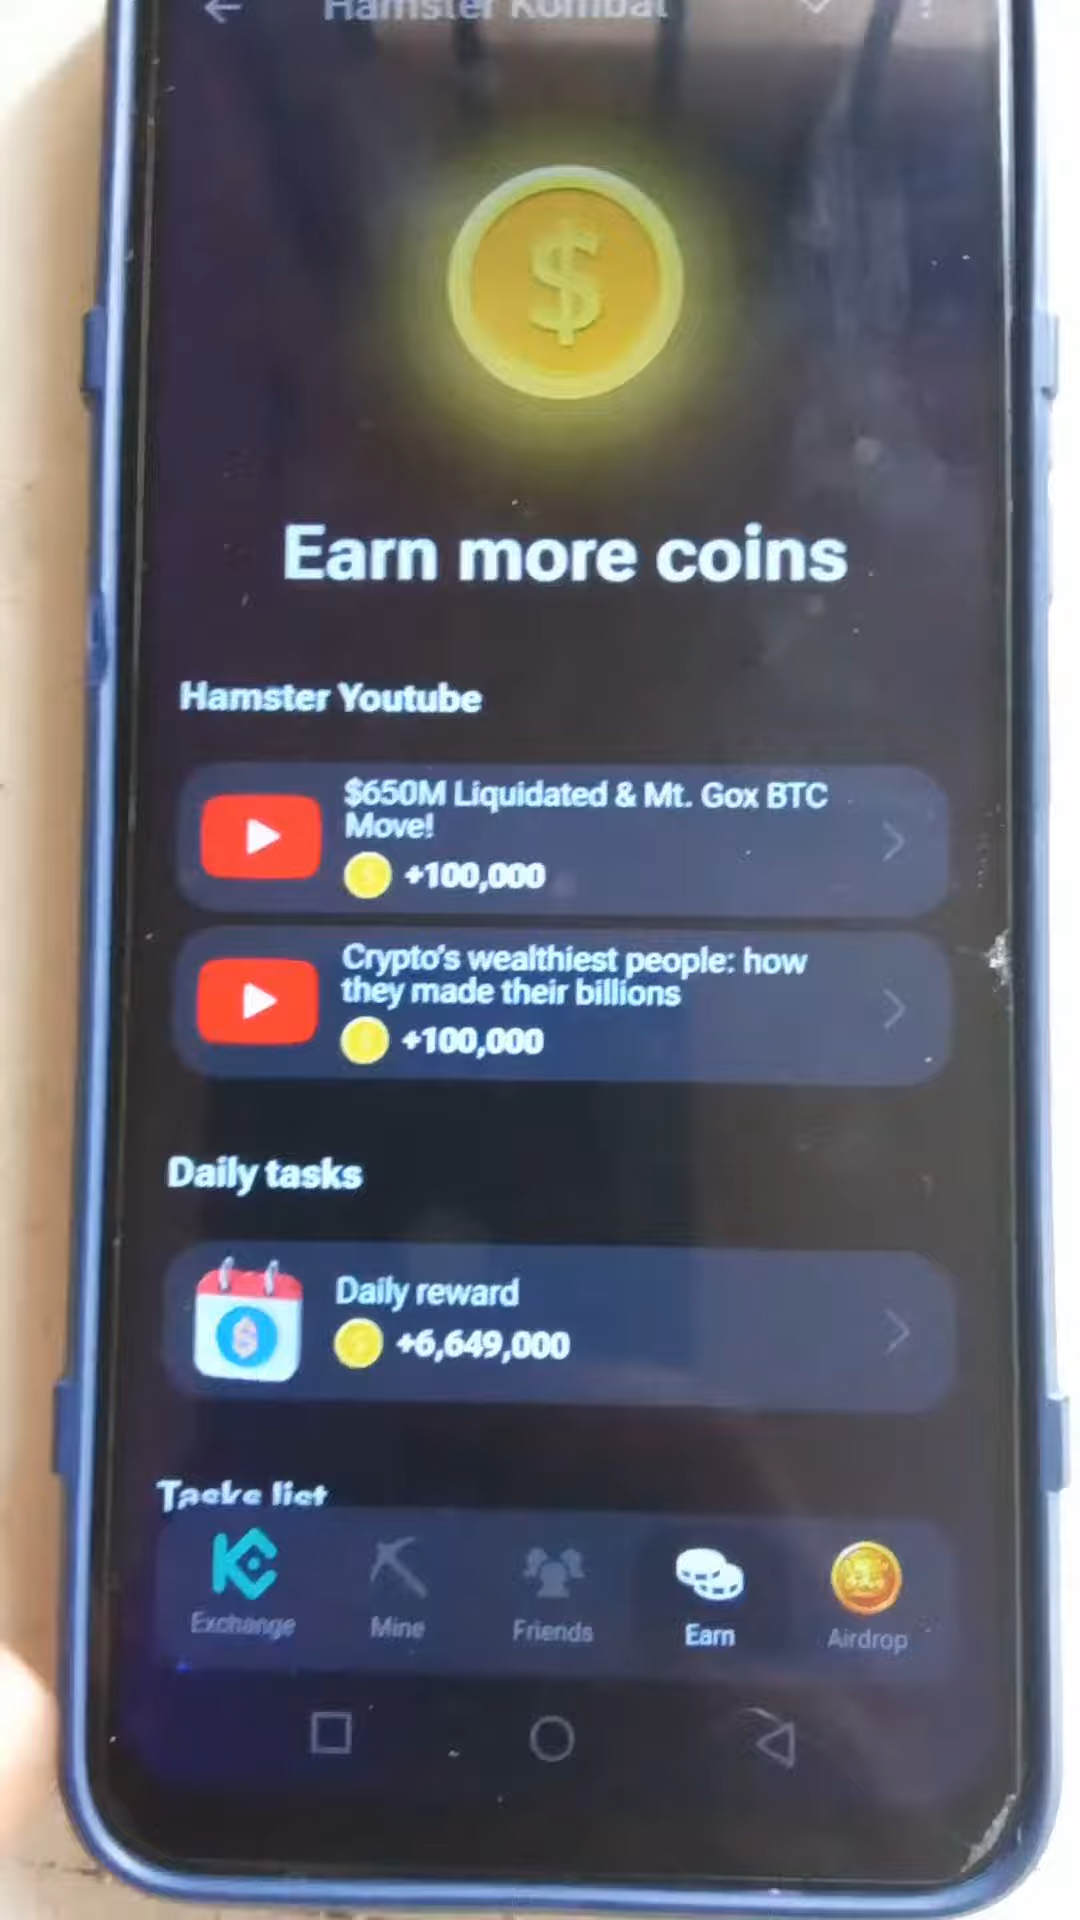 Hamster Kombat
Earn more coins
Hamster Youtube
$650M Liquidated & Mt. Gox BTC
Move!
+100,000
Crypto's wealthiest people: how
they made their billions
+100,000
Daily tasks
Daily reward
+6,649,000
Tasks list
Exchange
Mine
Friends
Earn
Airdrop